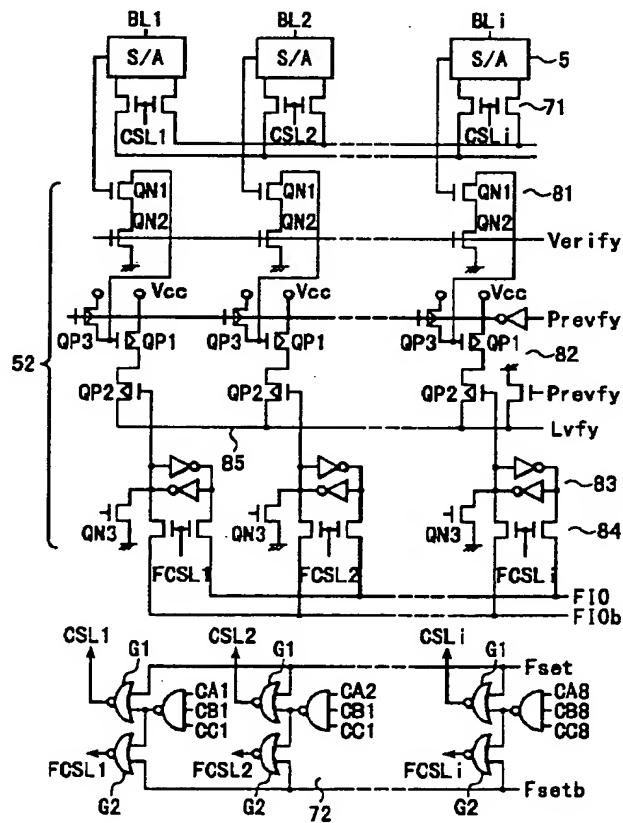 BL1 BL2 BLi
S/A S/A S/A 5
71
CSL1 CSL2 CSLi
QN1 QN1 QN1 81
QN2 QN2 QN2
Verify
Vcc Vcc Vcc
Prevfy
QP3 QP1 QP3 QP1 QP3 QP1
52 82
QP2 QP2 QP2 Prevfy
Lvfy
85
83
QN3 QN3 QN3 84
FCSL1 FCSL2 FCSLi
FIO
FIOb
CSL1 G1 CSL2 G1 CSLi G1
Fset
CA1 CA2 CA8
CB1 CB1 CB8
CC1 CC1 CC8
FCSL1 FCSL2 FCSLi
Fsetb
G2 G2 72 G2